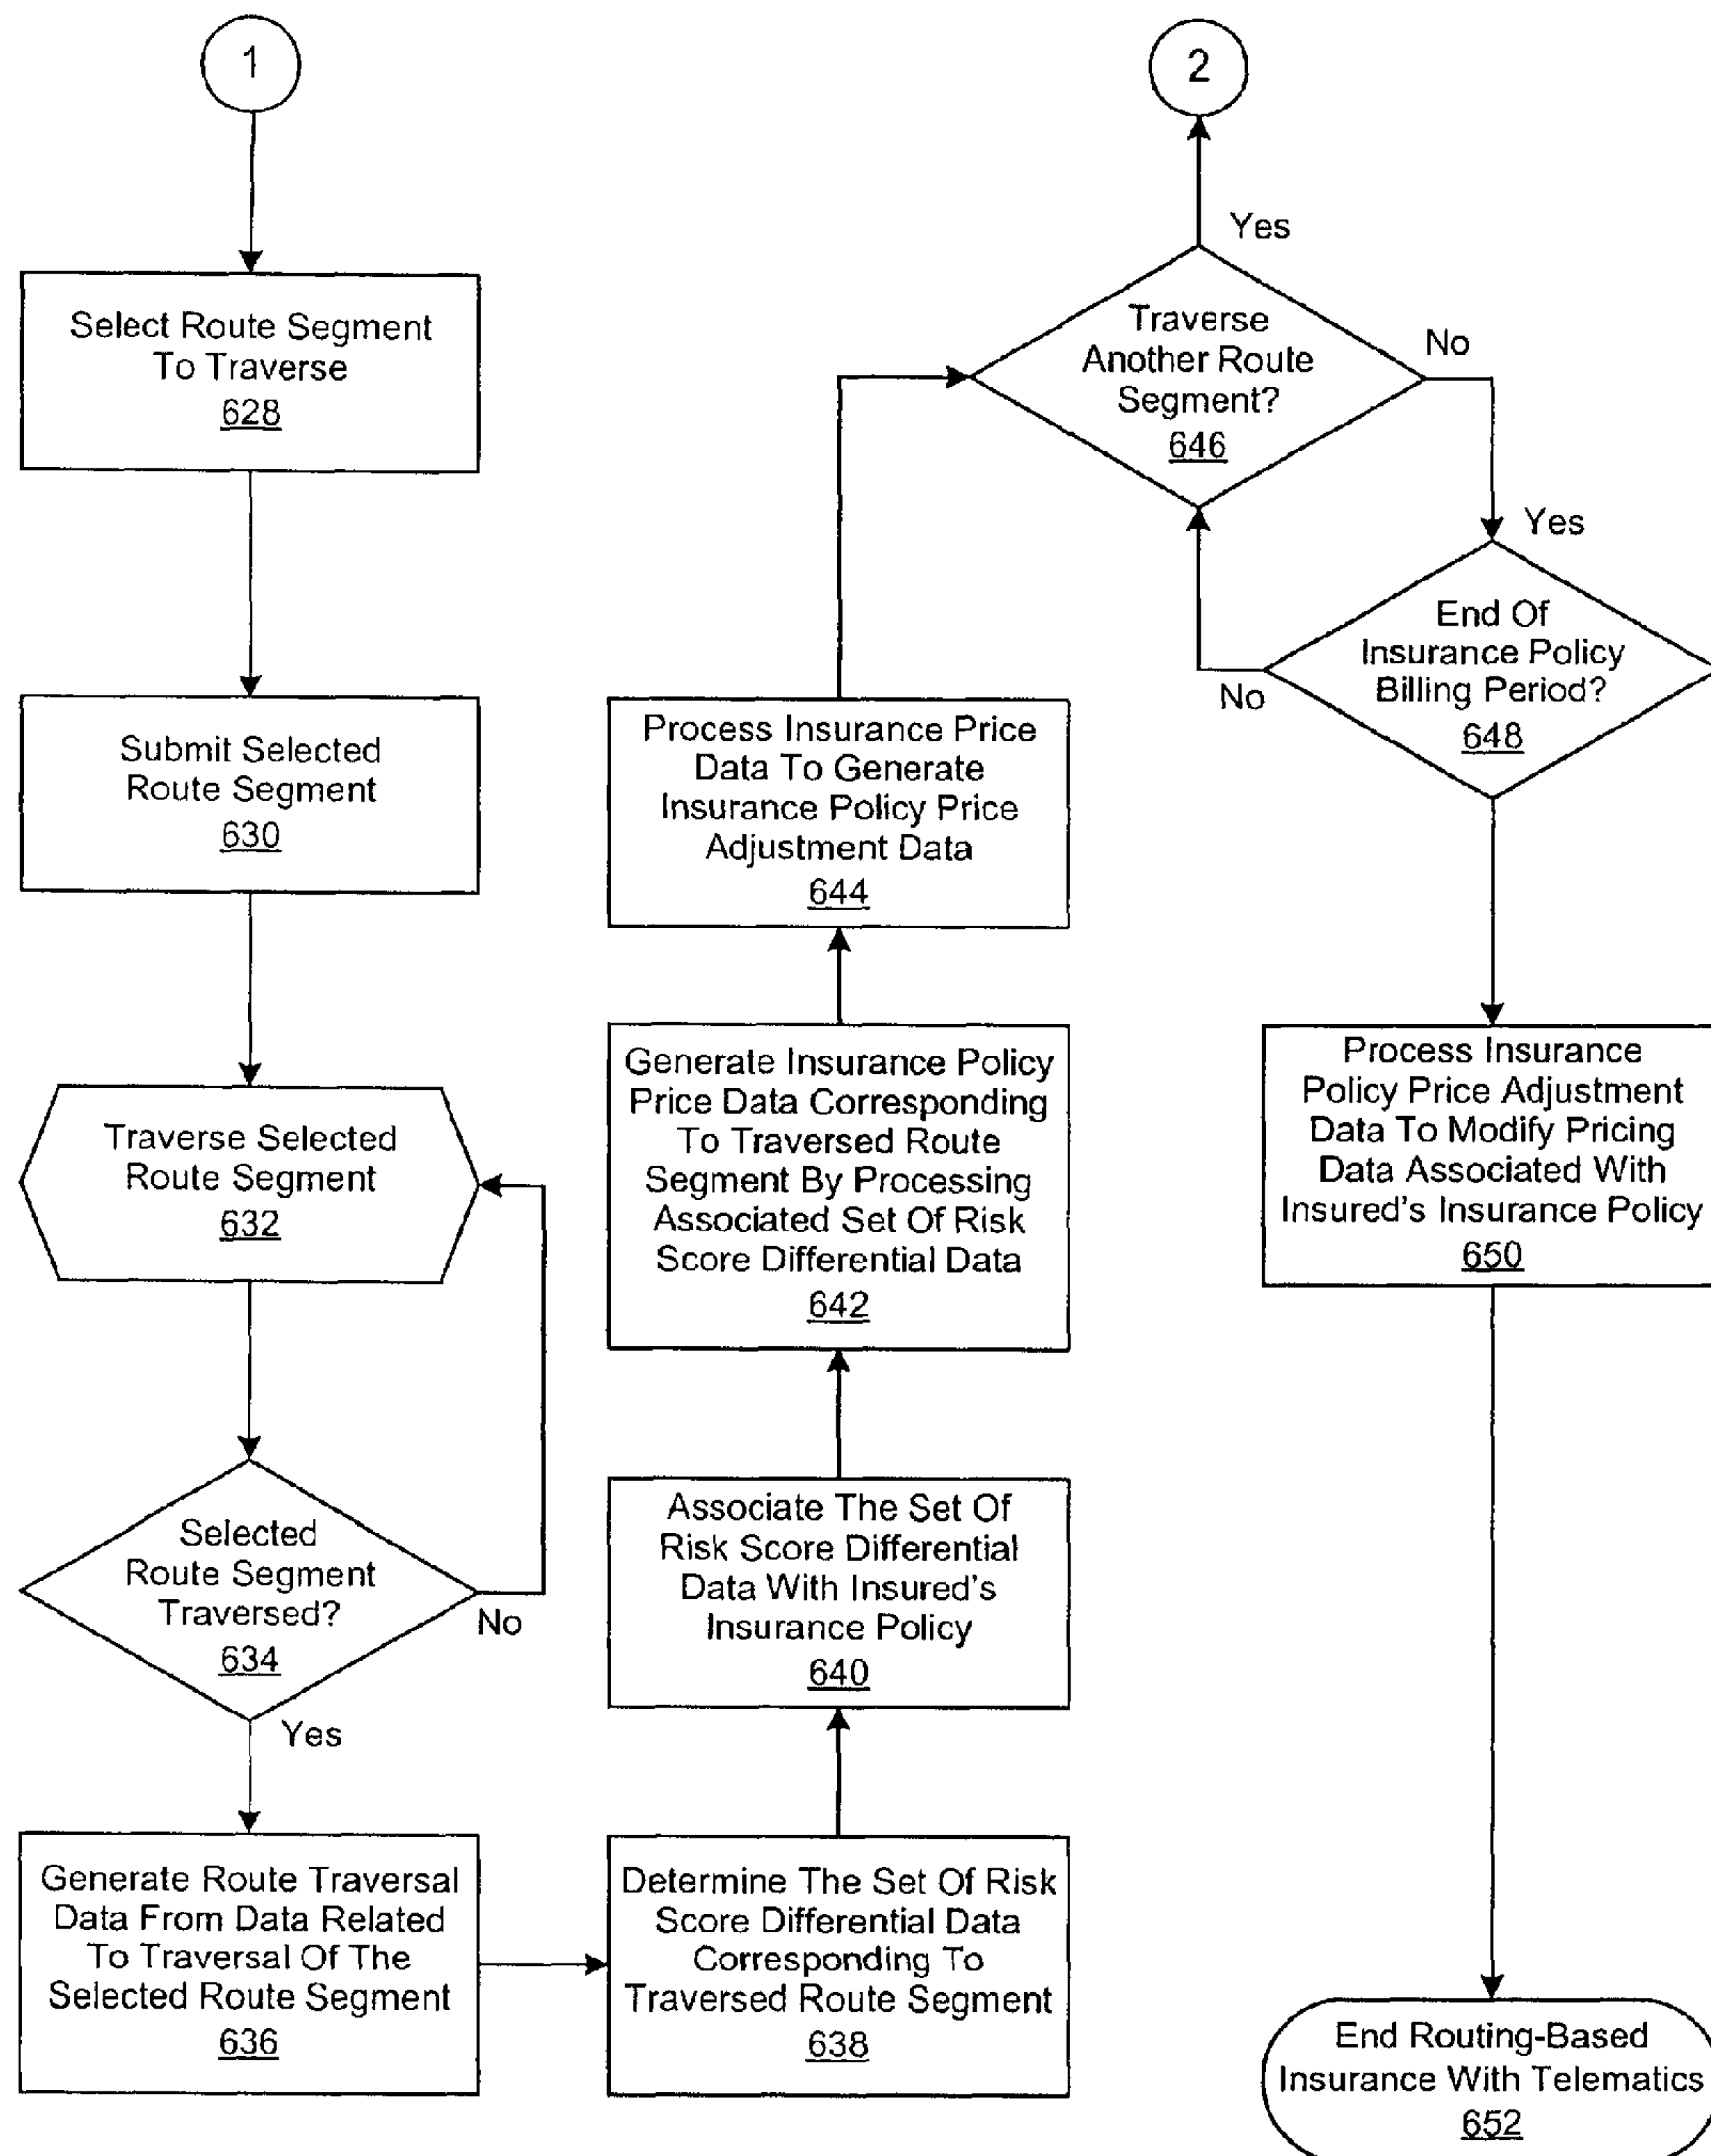 1
Select Route Segment
To Traverse
628
Submit Selected
Route Segment
630
Traverse Selected
Route Segment
632
Selected
Route Segment
Traversed?
634
No
Yes
Generate Route Traversal
Data From Data Related
To Traversal Of The
Selected Route Segment
636
Determine The Set Of Risk
Score Differential Data
Corresponding To
Traversed Route Segment
638
Associate The Set Of
Risk Score Differential
Data With Insured's
Insurance Policy
640
Generate Insurance Policy
Price Data Corresponding
To Traversed Route
Segment By Processing
Associated Set Of Risk
Score Differential Data
642
Process Insurance Price
Data To Generate
Insurance Policy Price
Adjustment Data
644
2
Yes
Traverse
Another Route
Segment?
646
No
Yes
End Of
Insurance Policy
Billing Period?
648
No
Process Insurance
Policy Price Adjustment
Data To Modify Pricing
Data Associated With
Insured's Insurance Policy
650
End Routing-Based
Insurance With Telematics
652